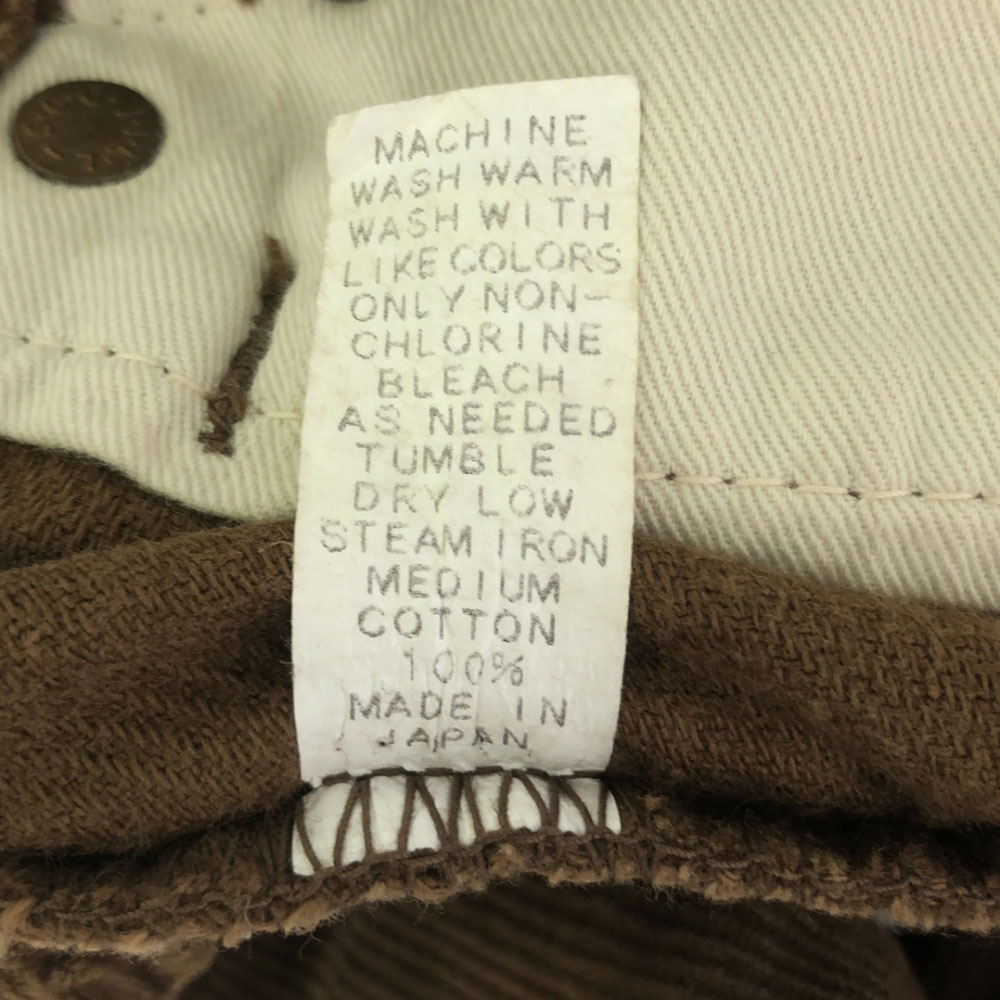 MACHINE
WASH WARM
WASH WITH
LIKE COLORS
ONLY NON-
CHLORINE
BLEACH
AS NEEDED
TUMBLE
DRY LOW
STEAM IRON
MEDIUM
COTTON
100%
MADE IN
JAPAN